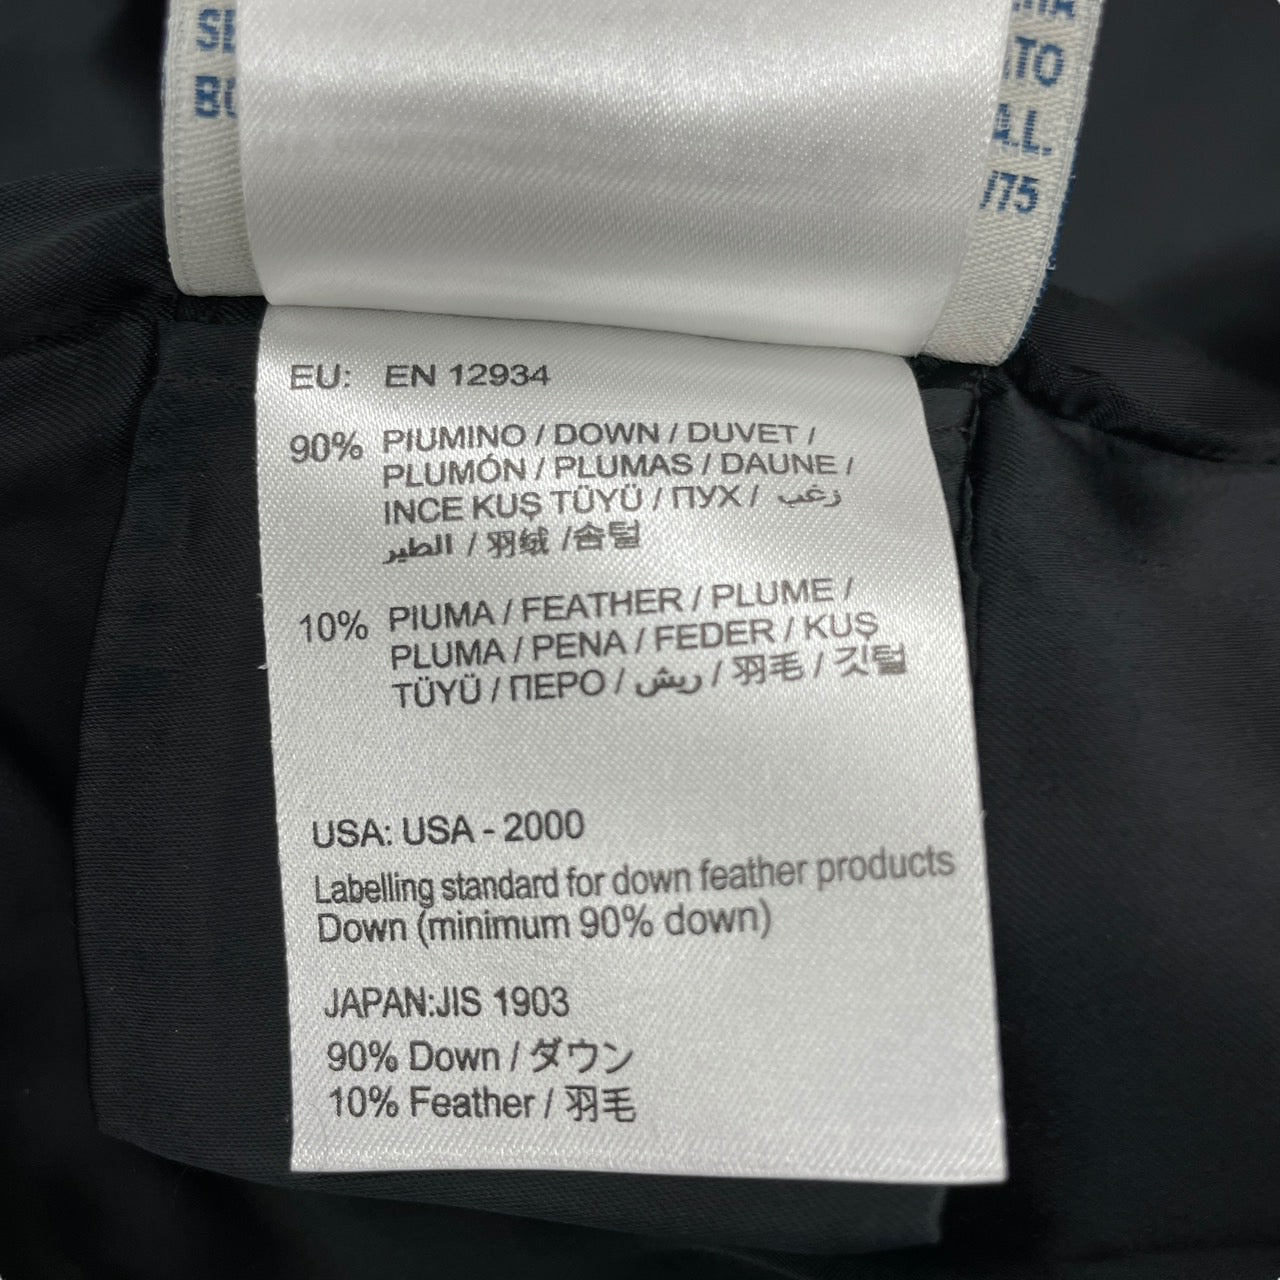 ATO
ALL.
/75
EU: EN 12934
90% PIUMINO / DOWN / DUVET /
PLUMÓN / PLUMAS / DAUNE /
INCE KUŞ TÜYÜ / ПУХ / زغب
الطير / 羽绒 /솜털
10% PIUMA / FEATHER / PLUME /
PLUMA / PENA / FEDER / KUŞ
TÜYÜ / ПЕРО / ريش / 羽毛 / 깃털
USA: USA - 2000
Labelling standard for down feather products
Down (minimum 90% down)
JAPAN:JIS 1903
90% Down / ダウン
10% Feather / 羽毛